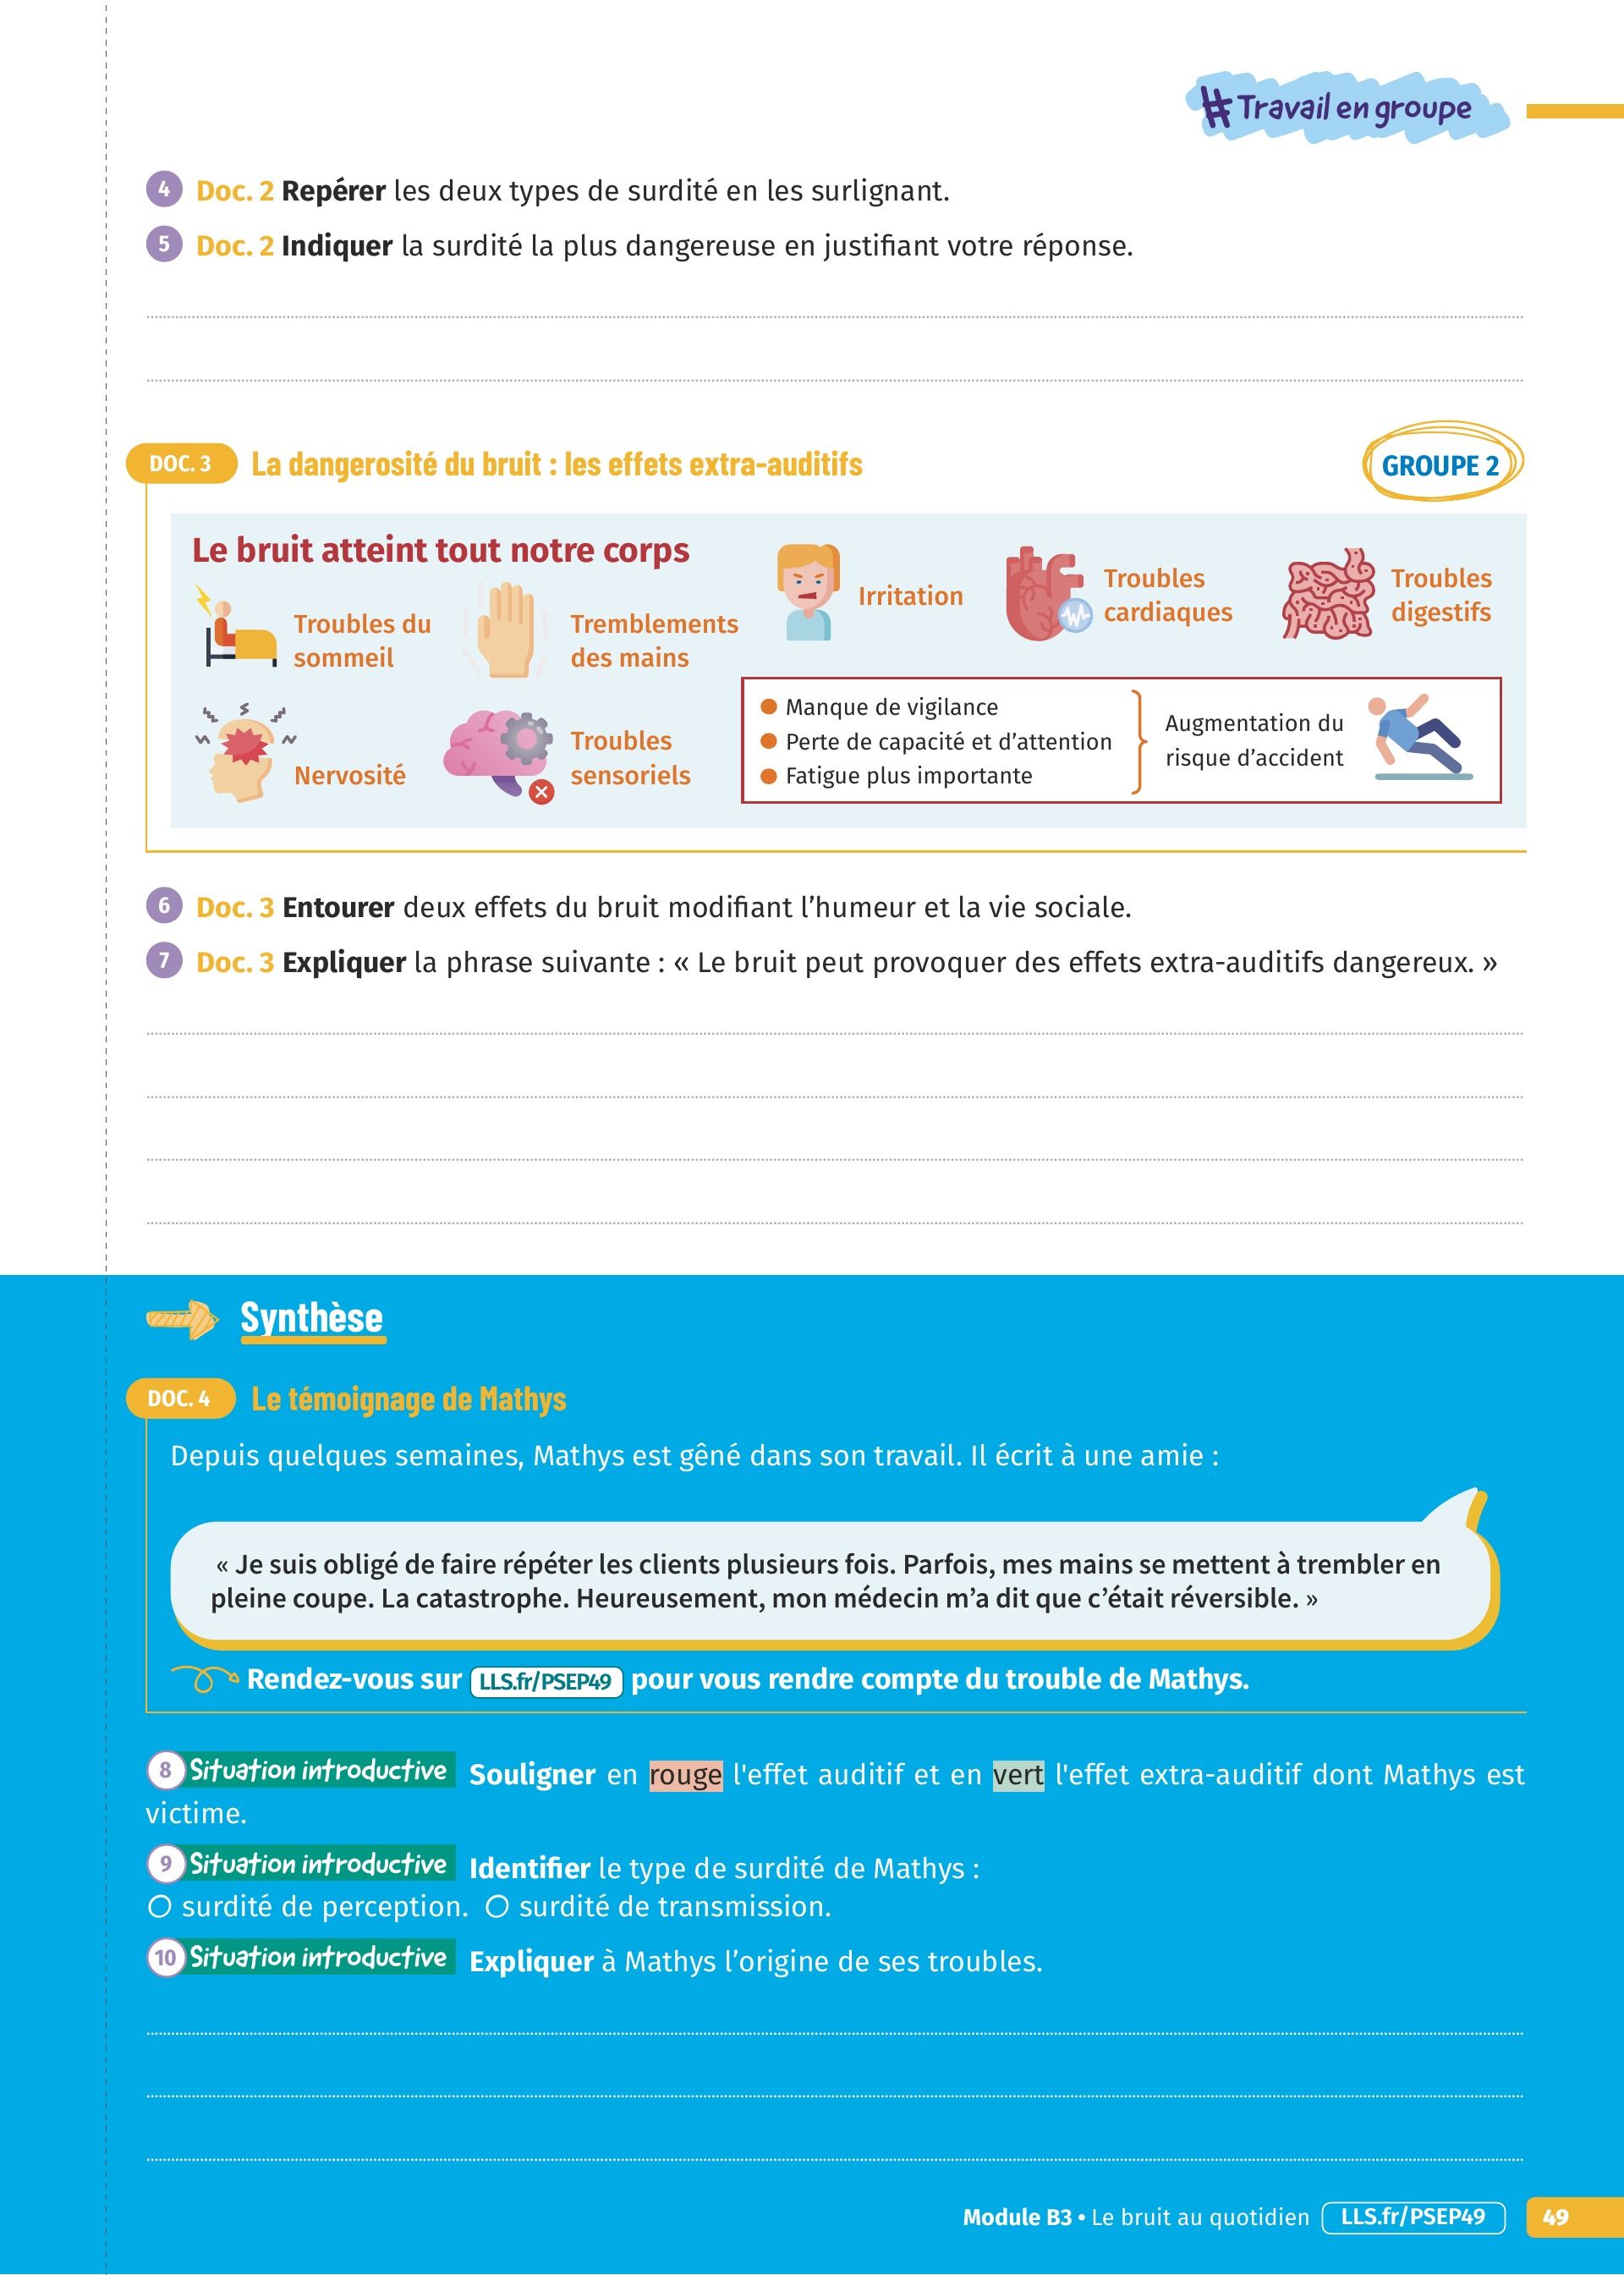 #Travail en groupe
4 Doc. 2 Repérer les deux types de surdité en les surlignant.
5 Doc. 2 Indiquer la surdité la plus dangereuse en justifiant votre réponse.
DOC. 3 La dangerosité du bruit : les effets extra-auditifs
GROUPE 2
Le bruit atteint tout notre corps
Troubles du
sommeil
Tremblements
des mains
Irritation
Troubles
cardiaques
Troubles
digestifs
Nervosité
Troubles
sensoriels
Manque de vigilance
Perte de capacité et d’attention
Fatigue plus importante
Augmentation du
risque d’accident
6 Doc. 3 Entourer deux effets du bruit modifiant l’humeur et la vie sociale.
7 Doc. 3 Expliquer la phrase suivante : « Le bruit peut provoquer des effets extra-auditifs dangereux. »
Synthèse
DOC. 4 Le témoignage de Mathys
Depuis quelques semaines, Mathys est gêné dans son travail. Il écrit à une amie :
« Je suis obligé de faire répéter les clients plusieurs fois. Parfois, mes mains se mettent à trembler en
pleine coupe. La catastrophe. Heureusement, mon médecin m’a dit que c’était réversible. »
Rendez-vous sur LLS.fr/PSEP49 pour vous rendre compte du trouble de Mathys.
8 Situation introductive Souligner en rouge l'effet auditif et en vert l'effet extra-auditif dont Mathys est
victime.
9 Situation introductive Identifier le type de surdité de Mathys :
surdité de perception. surdité de transmission.
10 Situation introductive Expliquer à Mathys l’origine de ses troubles.
Module B3 • Le bruit au quotidien LLS.fr/PSEP49 49